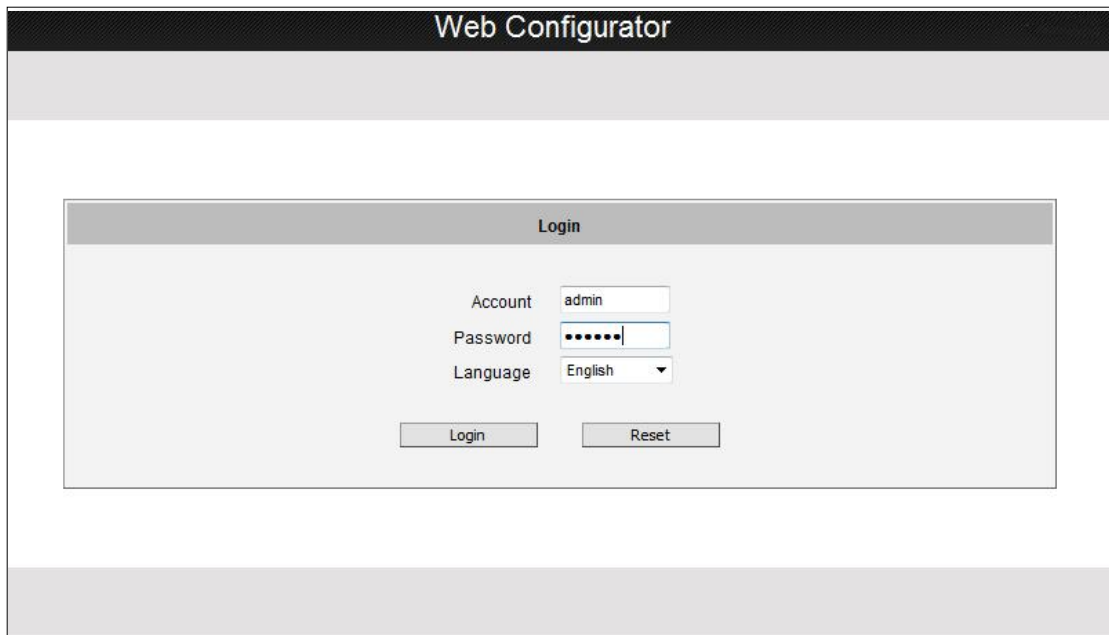 Web Configurator
Login
Account admin
Password ••••••
Language English
Login Reset